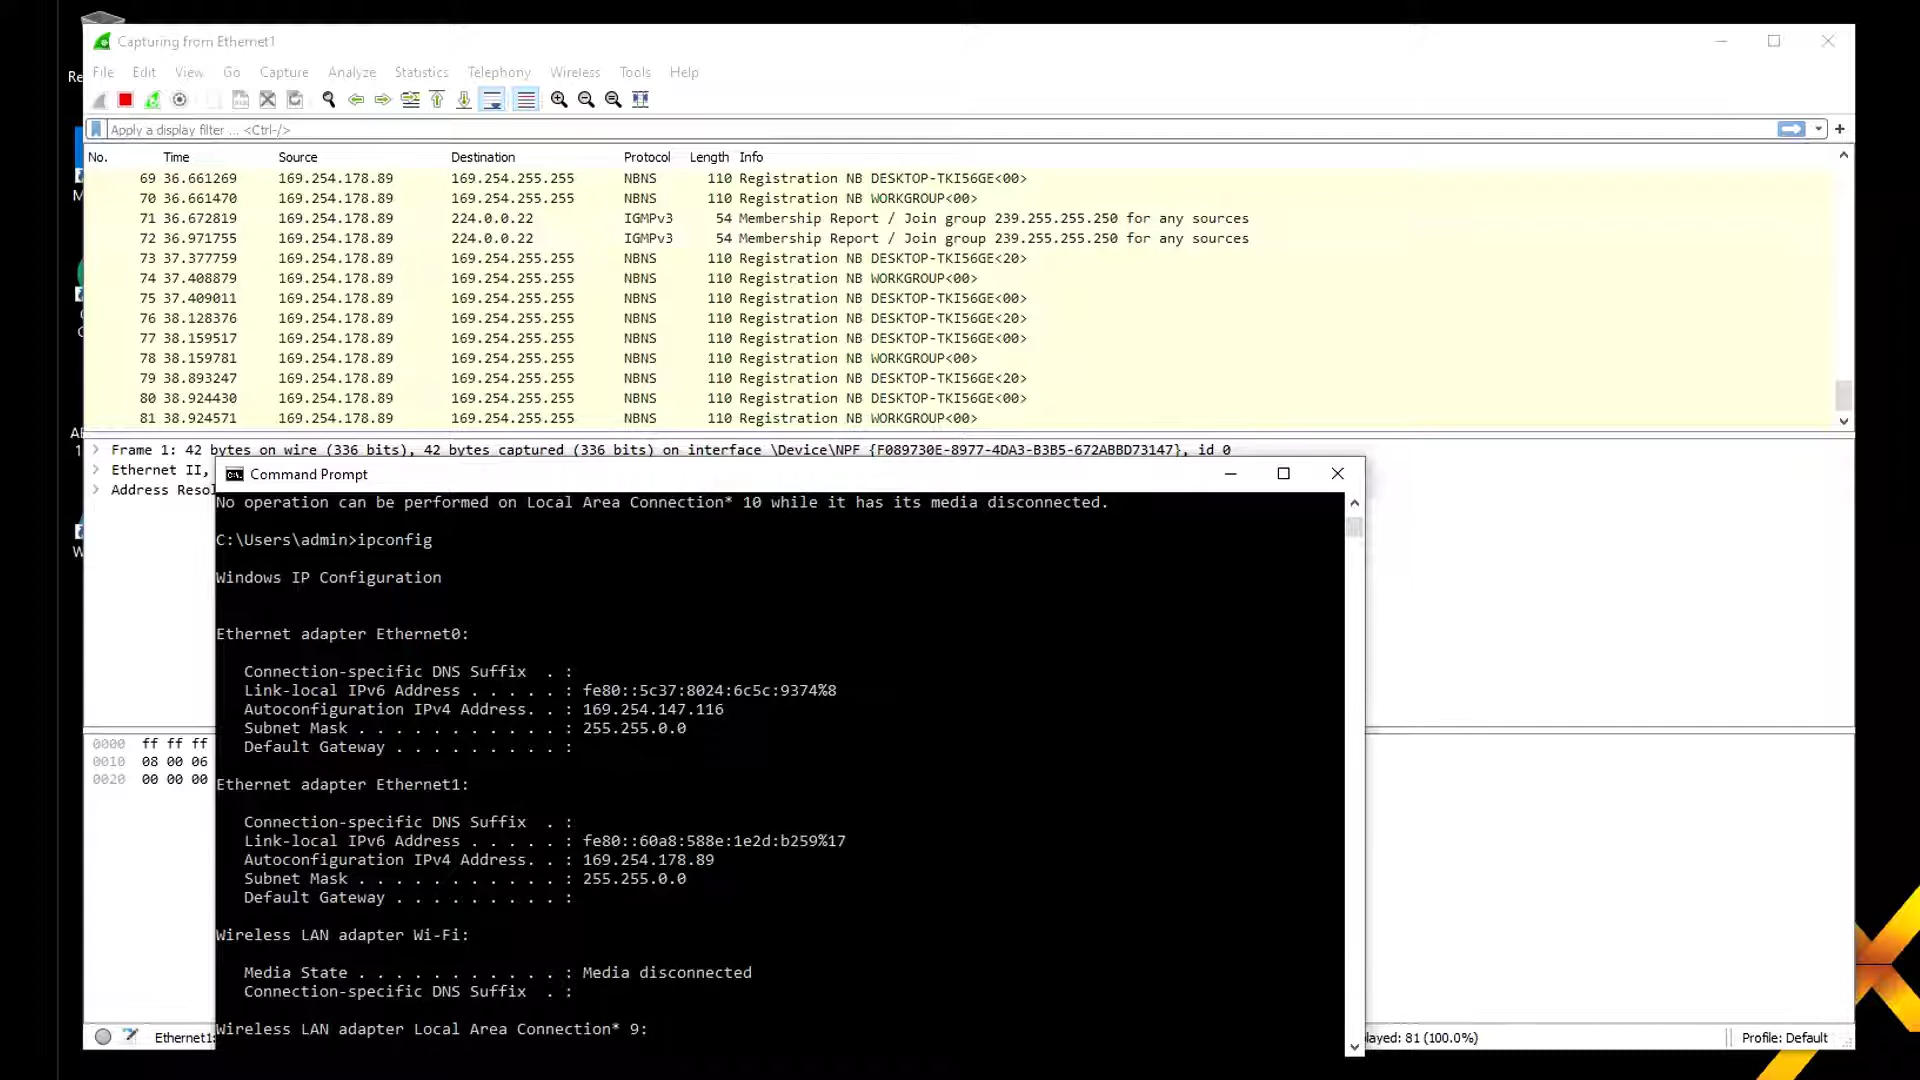 Capturing from Ethernet1
Re
File Edit View Go Capture Analyze Statistics Telephony Wireless Tools Help
Apply a display filter ... <Ctrl-/>
No. Time Source Destination Protocol Length Info
69 36.661269 169.254.178.89 169.254.255.255 NBNS 110 Registration NB DESKTOP-TKI56GE<00>
70 36.661470 169.254.178.89 169.254.255.255 NBNS 110 Registration NB WORKGROUP<00>
71 36.672819 169.254.178.89 224.0.0.22 IGMPv3 54 Membership Report / Join group 239.255.255.250 for any sources
72 36.971755 169.254.178.89 224.0.0.22 IGMPv3 54 Membership Report / Join group 239.255.255.250 for any sources
73 37.377759 169.254.178.89 169.254.255.255 NBNS 110 Registration NB DESKTOP-TKI56GE<20>
74 37.408879 169.254.178.89 169.254.255.255 NBNS 110 Registration NB WORKGROUP<00>
75 37.409011 169.254.178.89 169.254.255.255 NBNS 110 Registration NB DESKTOP-TKI56GE<00>
76 38.128376 169.254.178.89 169.254.255.255 NBNS 110 Registration NB DESKTOP-TKI56GE<20>
77 38.159517 169.254.178.89 169.254.255.255 NBNS 110 Registration NB DESKTOP-TKI56GE<00>
78 38.159781 169.254.178.89 169.254.255.255 NBNS 110 Registration NB WORKGROUP<00>
79 38.893247 169.254.178.89 169.254.255.255 NBNS 110 Registration NB DESKTOP-TKI56GE<20>
80 38.924430 169.254.178.89 169.254.255.255 NBNS 110 Registration NB DESKTOP-TKI56GE<00>
81 38.924571 169.254.178.89 169.254.255.255 NBNS 110 Registration NB WORKGROUP<00>
Frame 1: 42 bytes on wire (336 bits), 42 bytes captured (336 bits) on interface \Device\NPF_{F089730E-8977-4DA3-B3B5-672ABBD73147}, id 0
Ethernet II,
Address Resol
Command Prompt
No operation can be performed on Local Area Connection* 10 while it has its media disconnected.
C:\Users\admin>ipconfig
Windows IP Configuration
Ethernet adapter Ethernet0:
Connection-specific DNS Suffix . :
Link-local IPv6 Address . . . . . : fe80::5c37:8024:6c5c:9374%8
Autoconfiguration IPv4 Address. . : 169.254.147.116
Subnet Mask . . . . . . . . . . . : 255.255.0.0
Default Gateway . . . . . . . . . :
Ethernet adapter Ethernet1:
Connection-specific DNS Suffix . :
Link-local IPv6 Address . . . . . : fe80::60a8:588e:1e2d:b259%17
Autoconfiguration IPv4 Address. . : 169.254.178.89
Subnet Mask . . . . . . . . . . . : 255.255.0.0
Default Gateway . . . . . . . . . :
Wireless LAN adapter Wi-Fi:
Media State . . . . . . . . . . . : Media disconnected
Connection-specific DNS Suffix . :
Wireless LAN adapter Local Area Connection* 9:
0000 ff ff ff
0010 08 00 06
0020 00 00 00
Ethernet1:
layed: 81 (100.0%)
Profile: Default